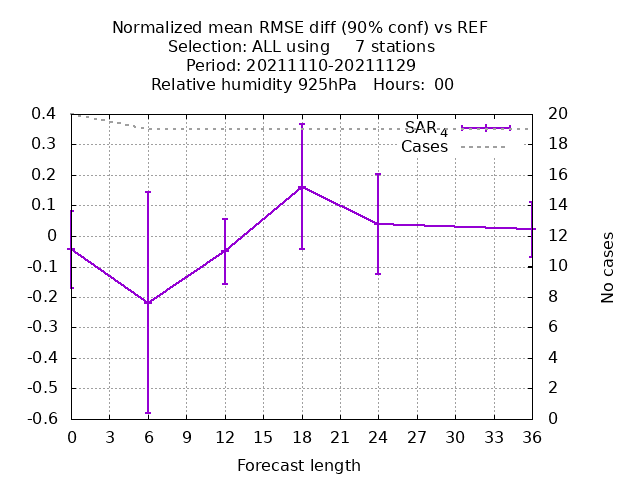 Normalized mean RMSE diff (90% conf) vs REF
Selection: ALL using     7 stations
Period: 20211110-20211129
Relative humidity 925hPa   Hours:  00
0.4
0.3
0.2
0.1
0
-0.1
-0.2
-0.3
-0.4
-0.5
-0.6
SAR 4
Cases
20
18
16
14
12
10
8
6
4
2
0
No cases
0 3 6 9 12 15 18 21 24 27 30 33 36
Forecast length